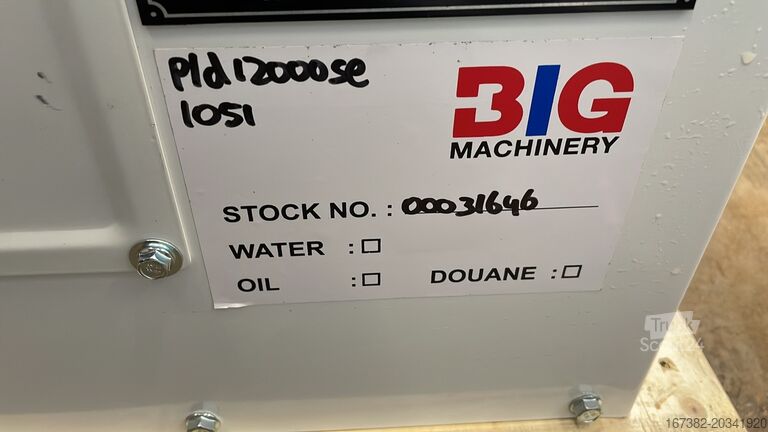 Pld12000se
1051
BIG
MACHINERY
STOCK NO. : 00031646
WATER :
OIL :
DOUANE :
Truck
Scout24
167382-20341920